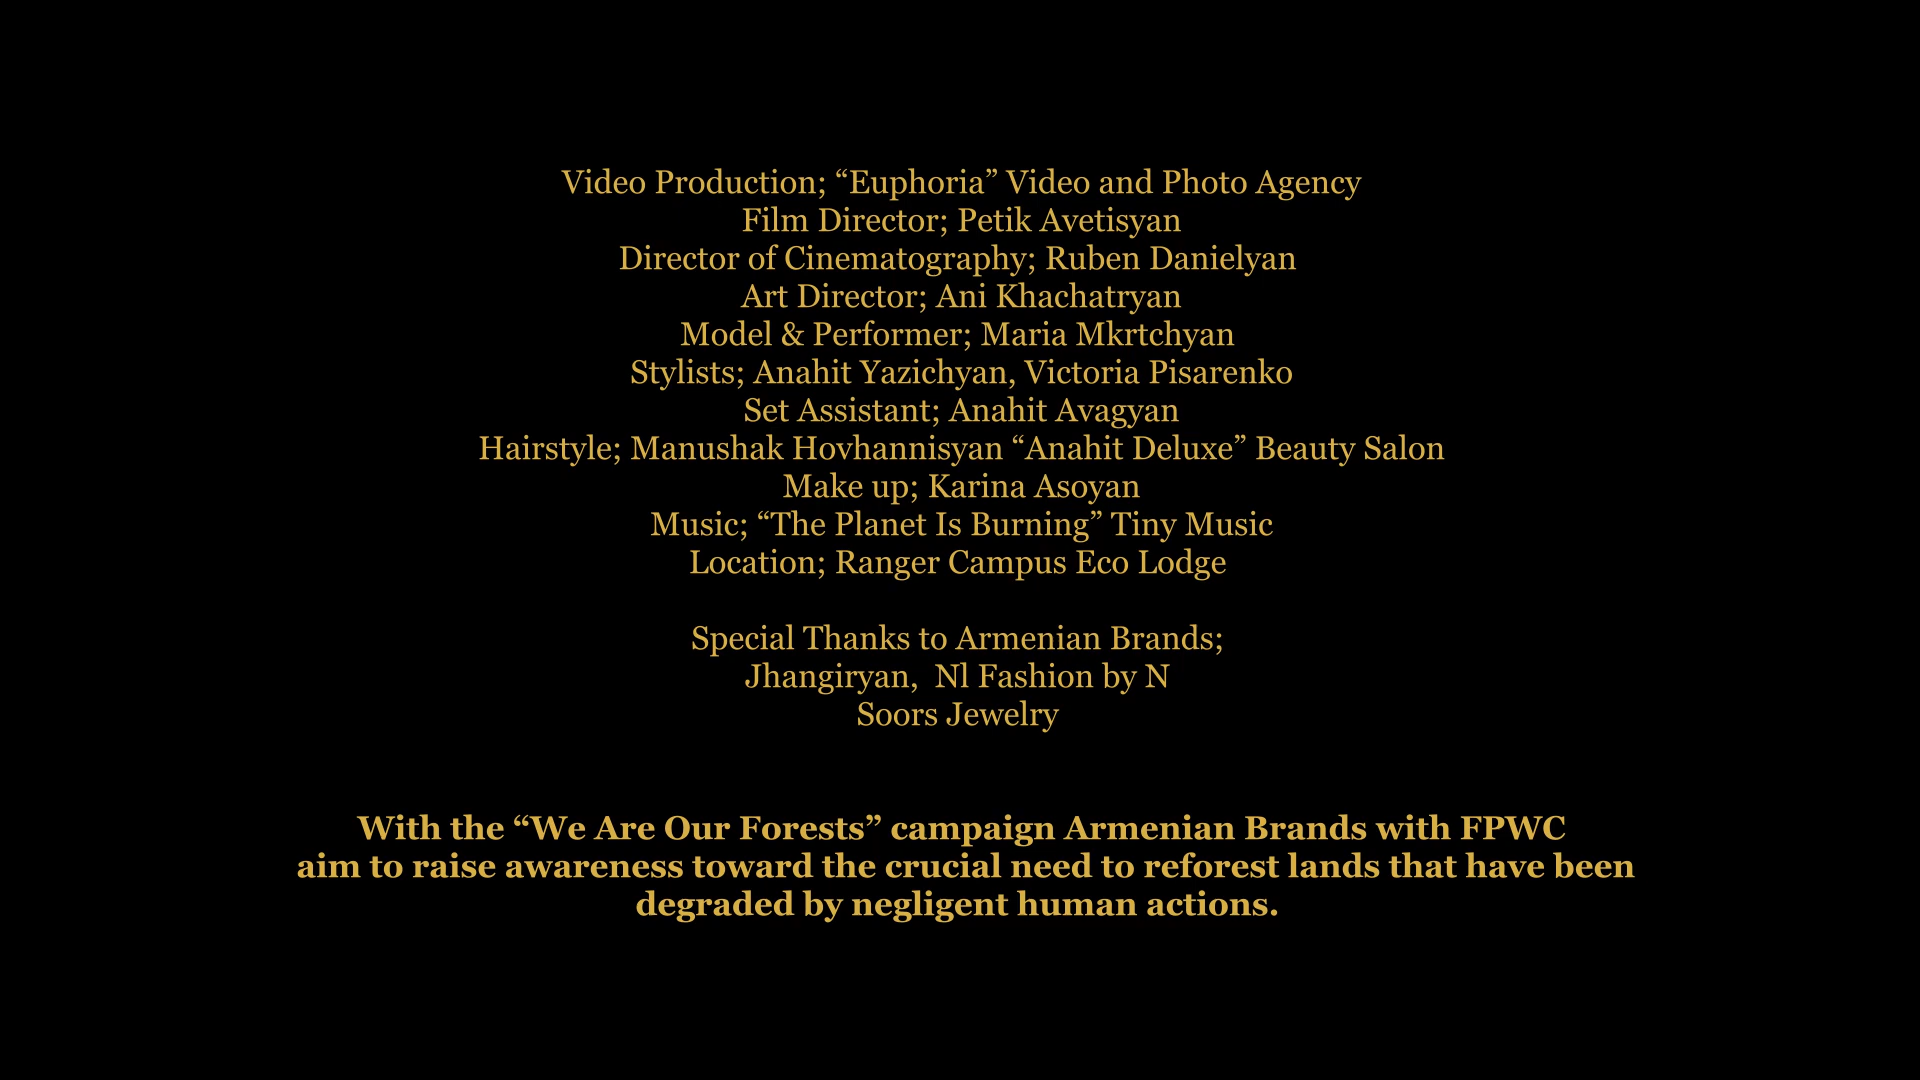 Video Production; “Euphoria” Video and Photo Agency
Film Director; Petik Avetisyan
Director of Cinematography; Ruben Danielyan
Art Director; Ani Khachatryan
Model & Performer; Maria Mkrtchyan
Stylists; Anahit Yazichyan, Victoria Pisarenko
Set Assistant; Anahit Avagyan
Hairstyle; Manushak Hovhannisyan “Anahit Deluxe” Beauty Salon
Make up; Karina Asoyan
Music; “The Planet Is Burning” Tiny Music
Location; Ranger Campus Eco Lodge
Special Thanks to Armenian Brands;
Jhangiryan,  Nl Fashion by N
Soors Jewelry
With the “We Are Our Forests” campaign Armenian Brands with FPWC
aim to raise awareness toward the crucial need to reforest lands that have been
degraded by negligent human actions.